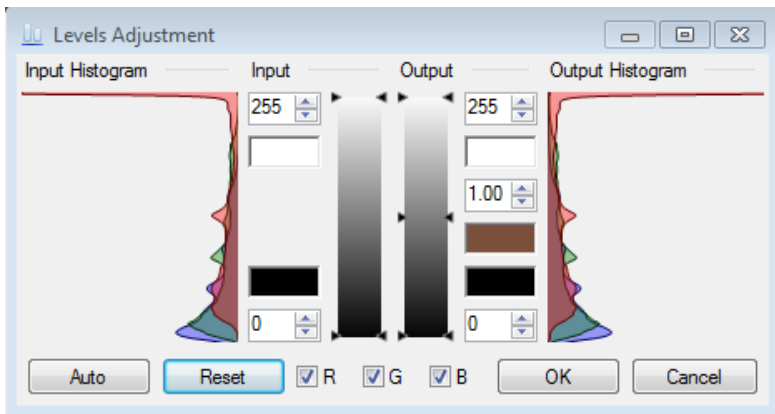 Levels Adjustment
Input Histogram Input Output Output Histogram
255 255
1.00
0 0
Auto Reset R G B OK Cancel